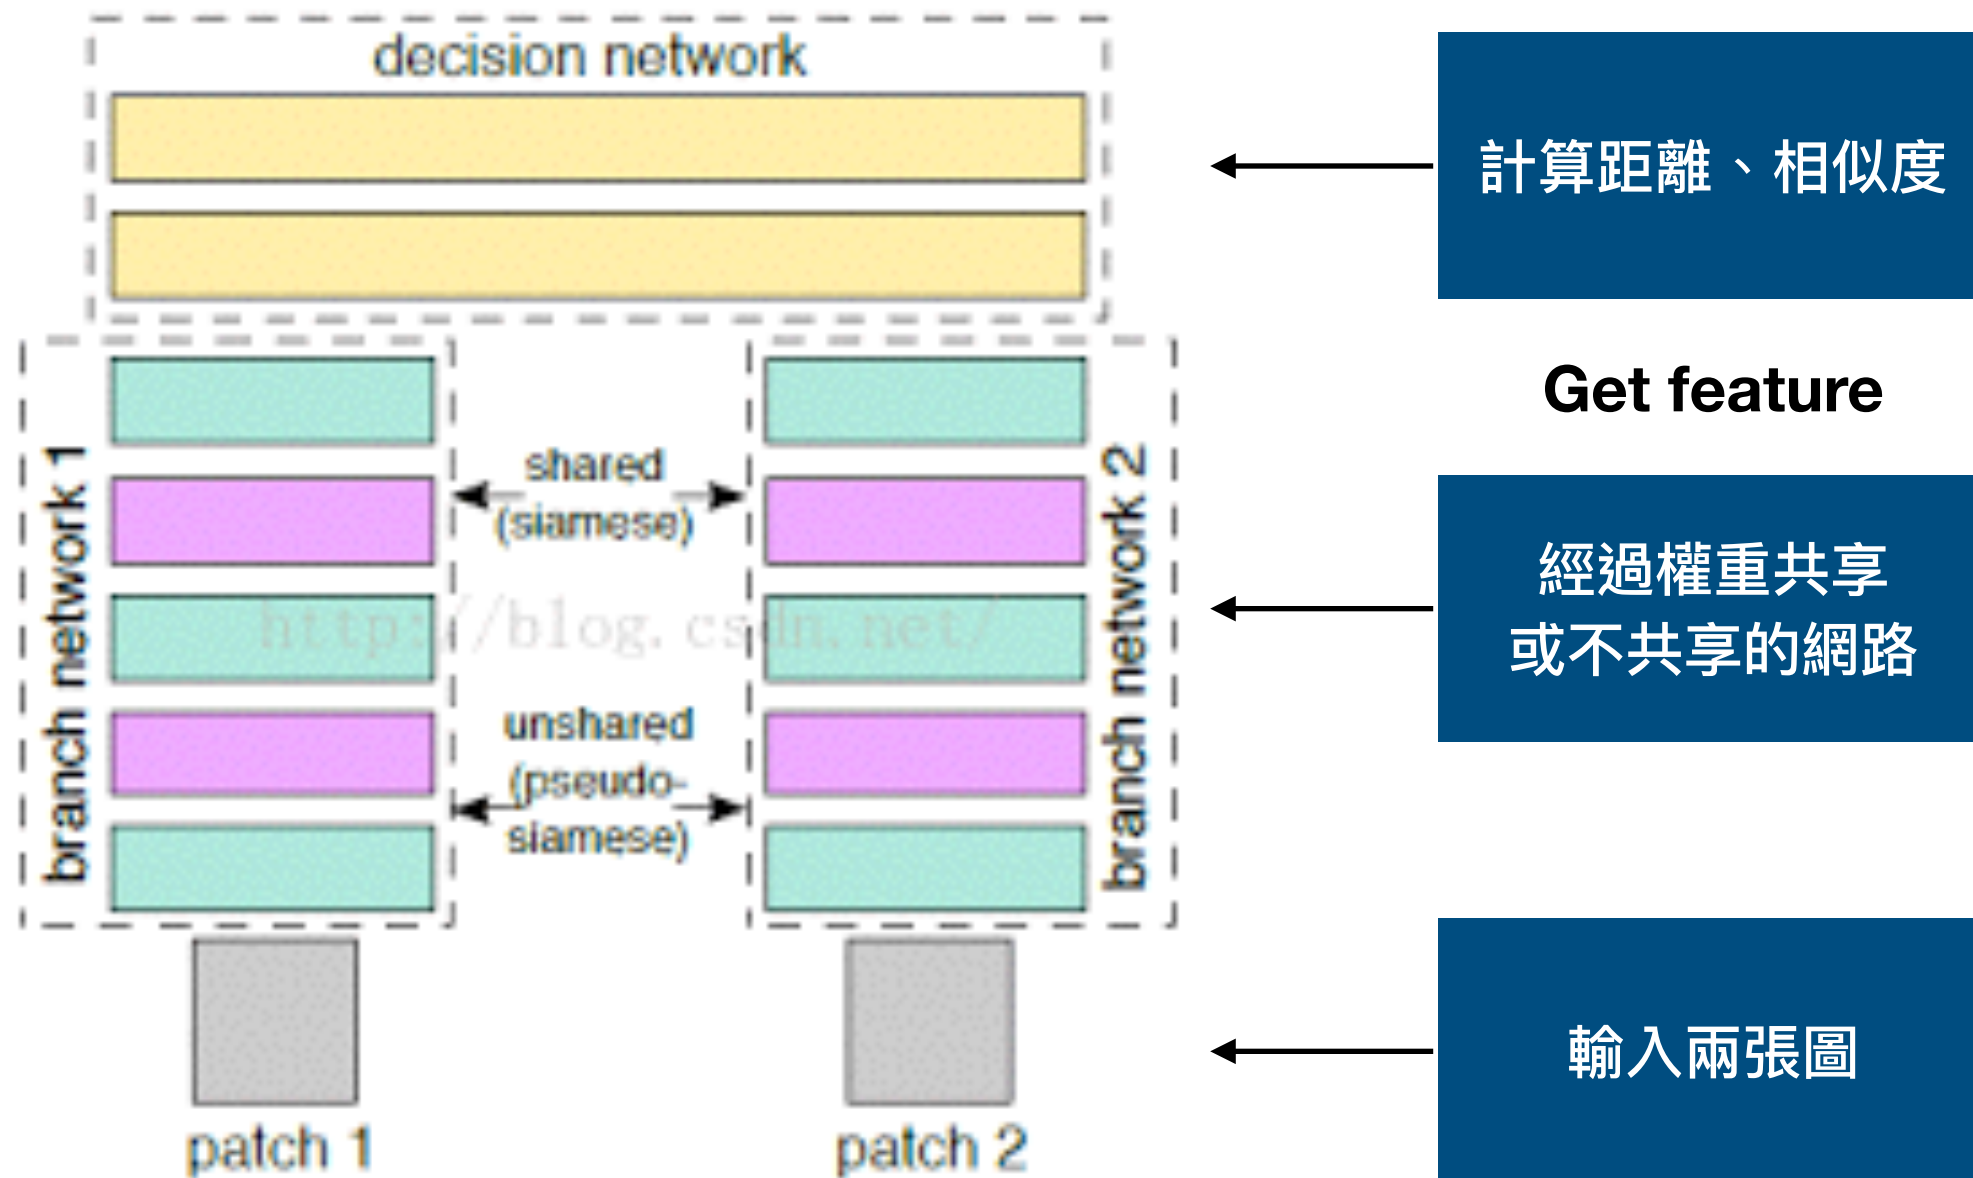 decision network
計算距離、相似度
Get feature
branch network 1
shared
(siamese)
branch network 2
經過權重共享
或不共享的網路
http://blog.csdn.net/
unshared
(pseudo-
siamese)
輸入兩張圖
patch 1
patch 2